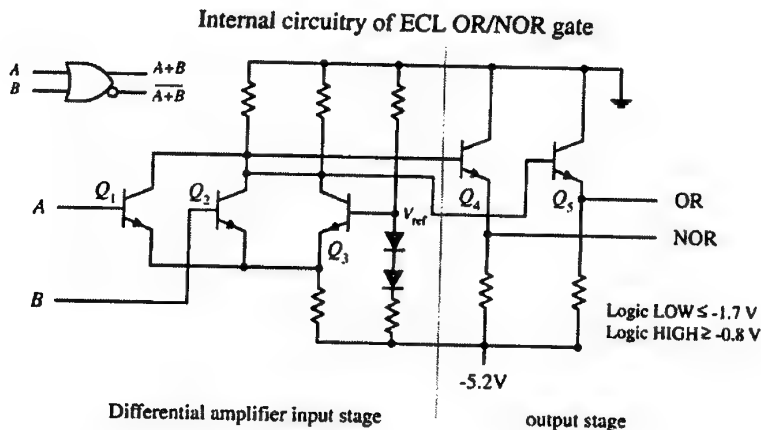 Internal circuitry of ECL OR/NOR gate
A
B
A+B
A+B
Q1
Q2
Q3
Q4
Q5
A
B
Vref
OR
NOR
Logic LOW ≤ -1.7 V
Logic HIGH ≥ -0.8 V
-5.2V
Differential amplifier input stage
output stage